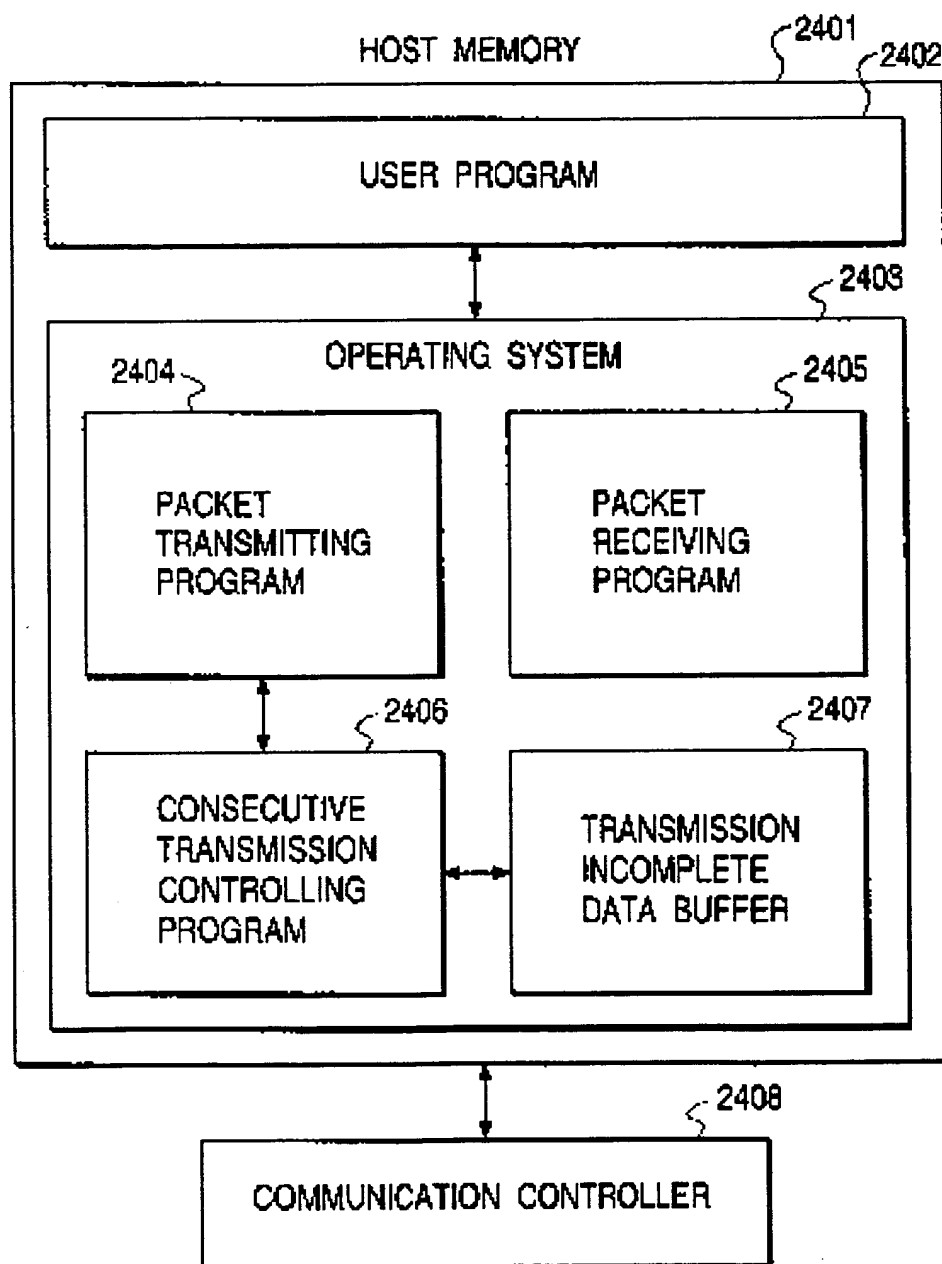 HOST MEMORY
2401
2402
USER PROGRAM
2403
OPERATING SYSTEM
2404
2405
PACKET
TRANSMITTING
PROGRAM
PACKET
RECEIVING
PROGRAM
2406
2407
CONSECUTIVE
TRANSMISSION
CONTROLLING
PROGRAM
TRANSMISSION
INCOMPLETE
DATA BUFFER
2408
COMMUNICATION CONTROLLER